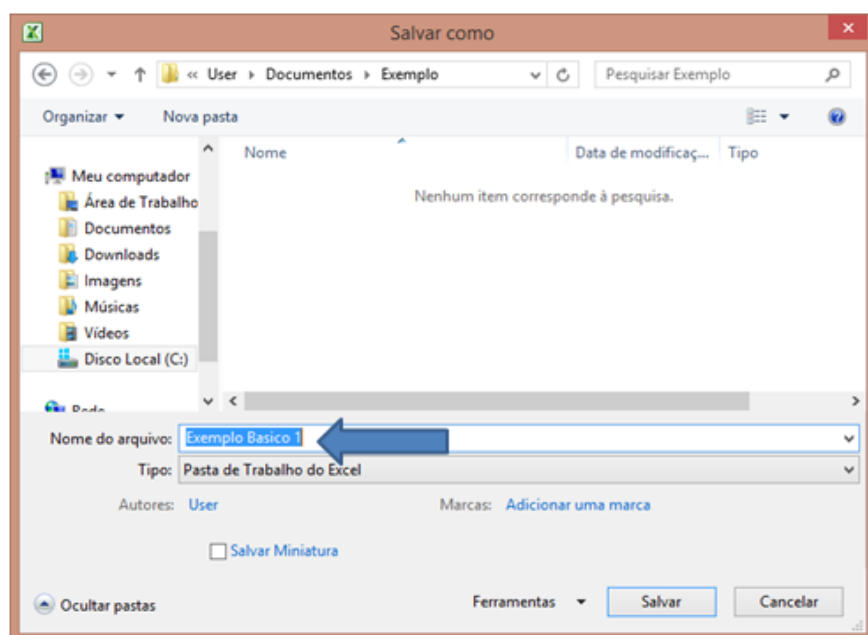 Salvar como
« User Documentos Exemplo
Pesquisar Exemplo
Organizar Nova pasta
Nome Data de modificaç... Tipo
Nenhum item corresponde à pesquisa.
Meu computador
Área de Trabalho
Documentos
Downloads
Imagens
Músicas
Vídeos
Disco Local (C:)
Rede
Nome do arquivo: Exemplo Basico 1
Tipo: Pasta de Trabalho do Excel
Autores: User Marcas: Adicionar uma marca
Salvar Miniatura
Ocultar pastas Ferramentas Salvar Cancelar